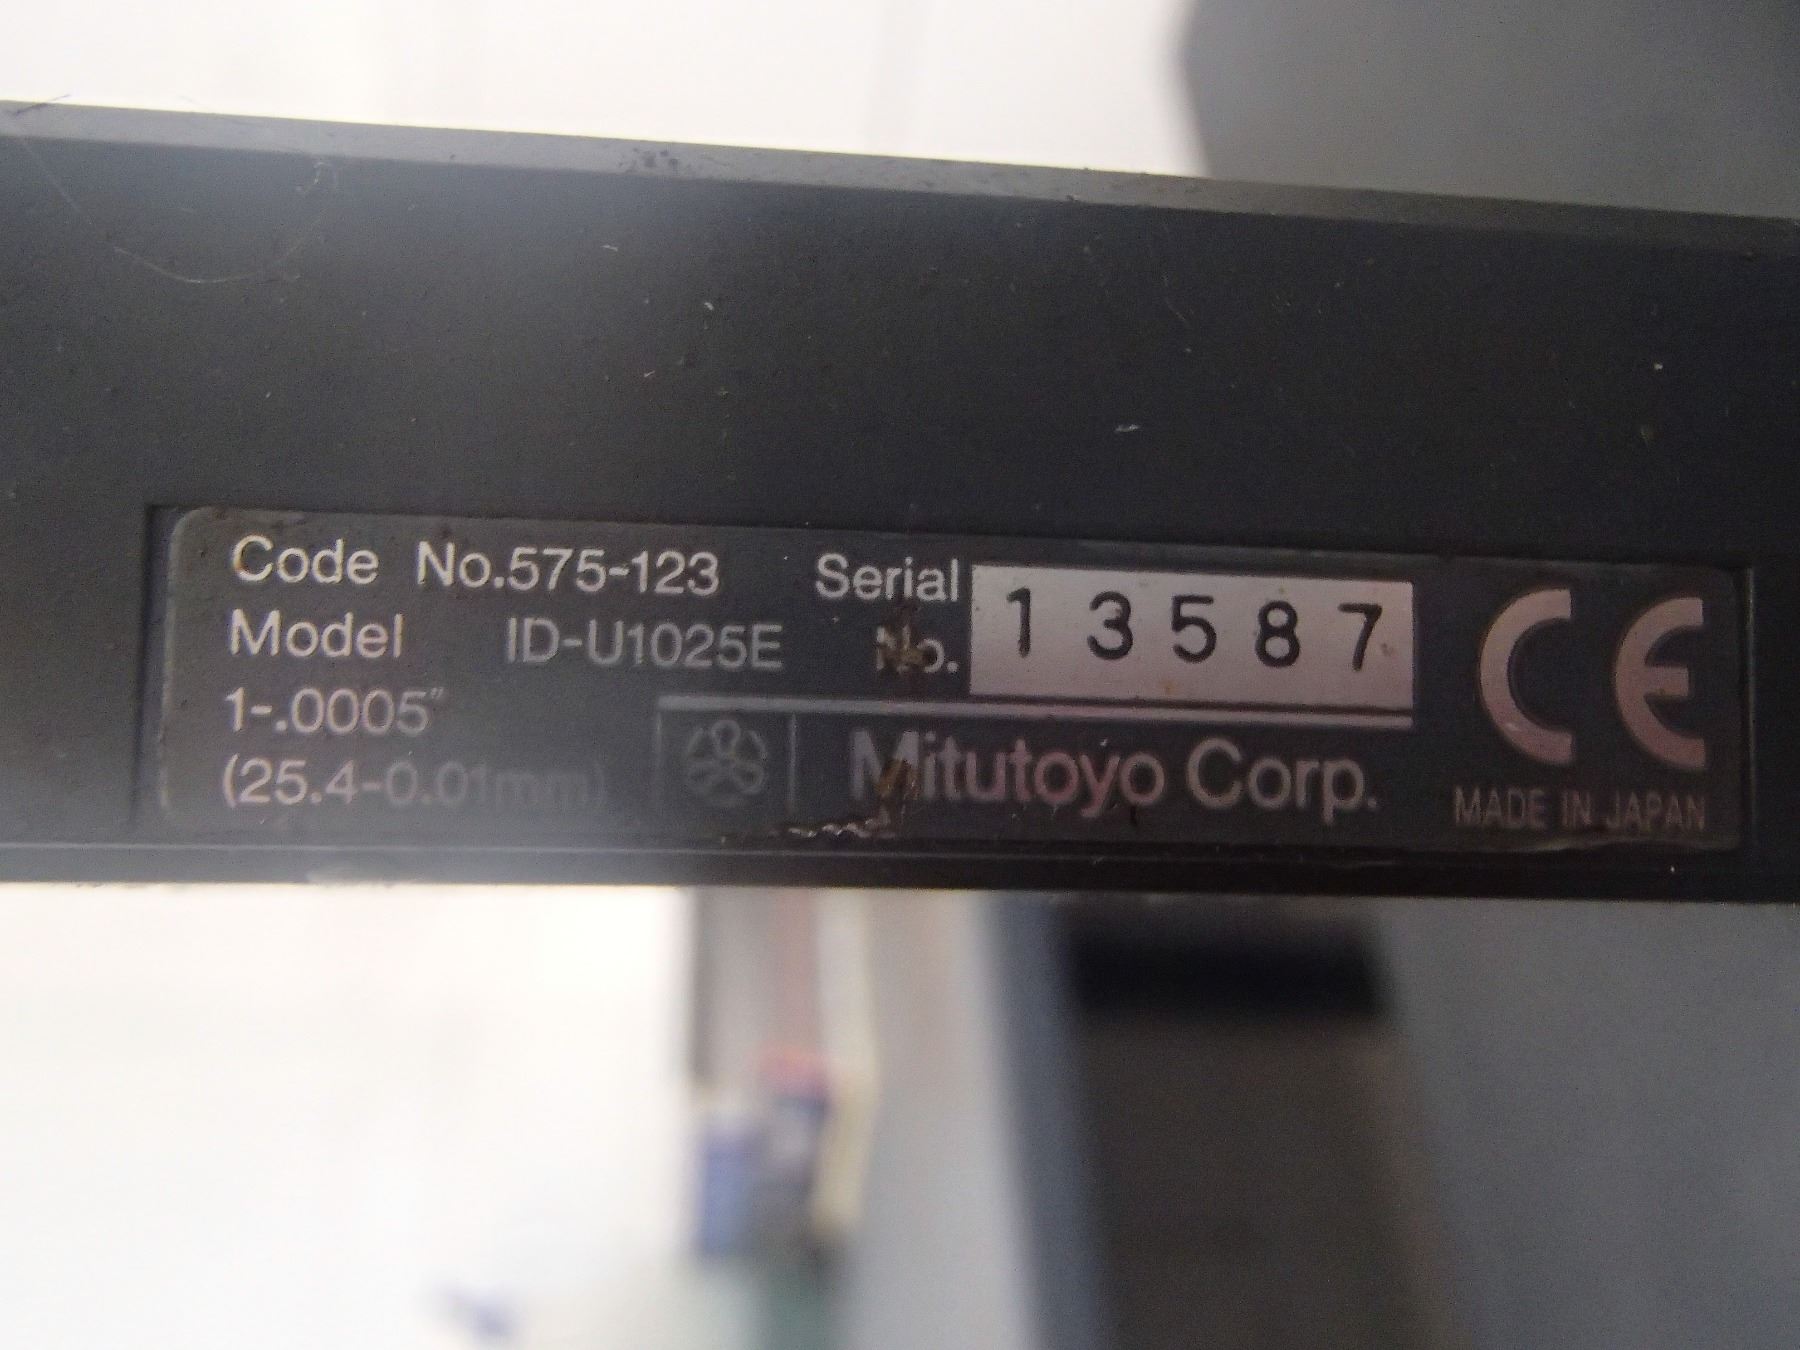 Code No.575-123
Model ID-U1025E
1-.0005"
(25.4-0.01mm)
Serial
No.
13587
Mitutoyo Corp.
CE
MADE IN JAPAN